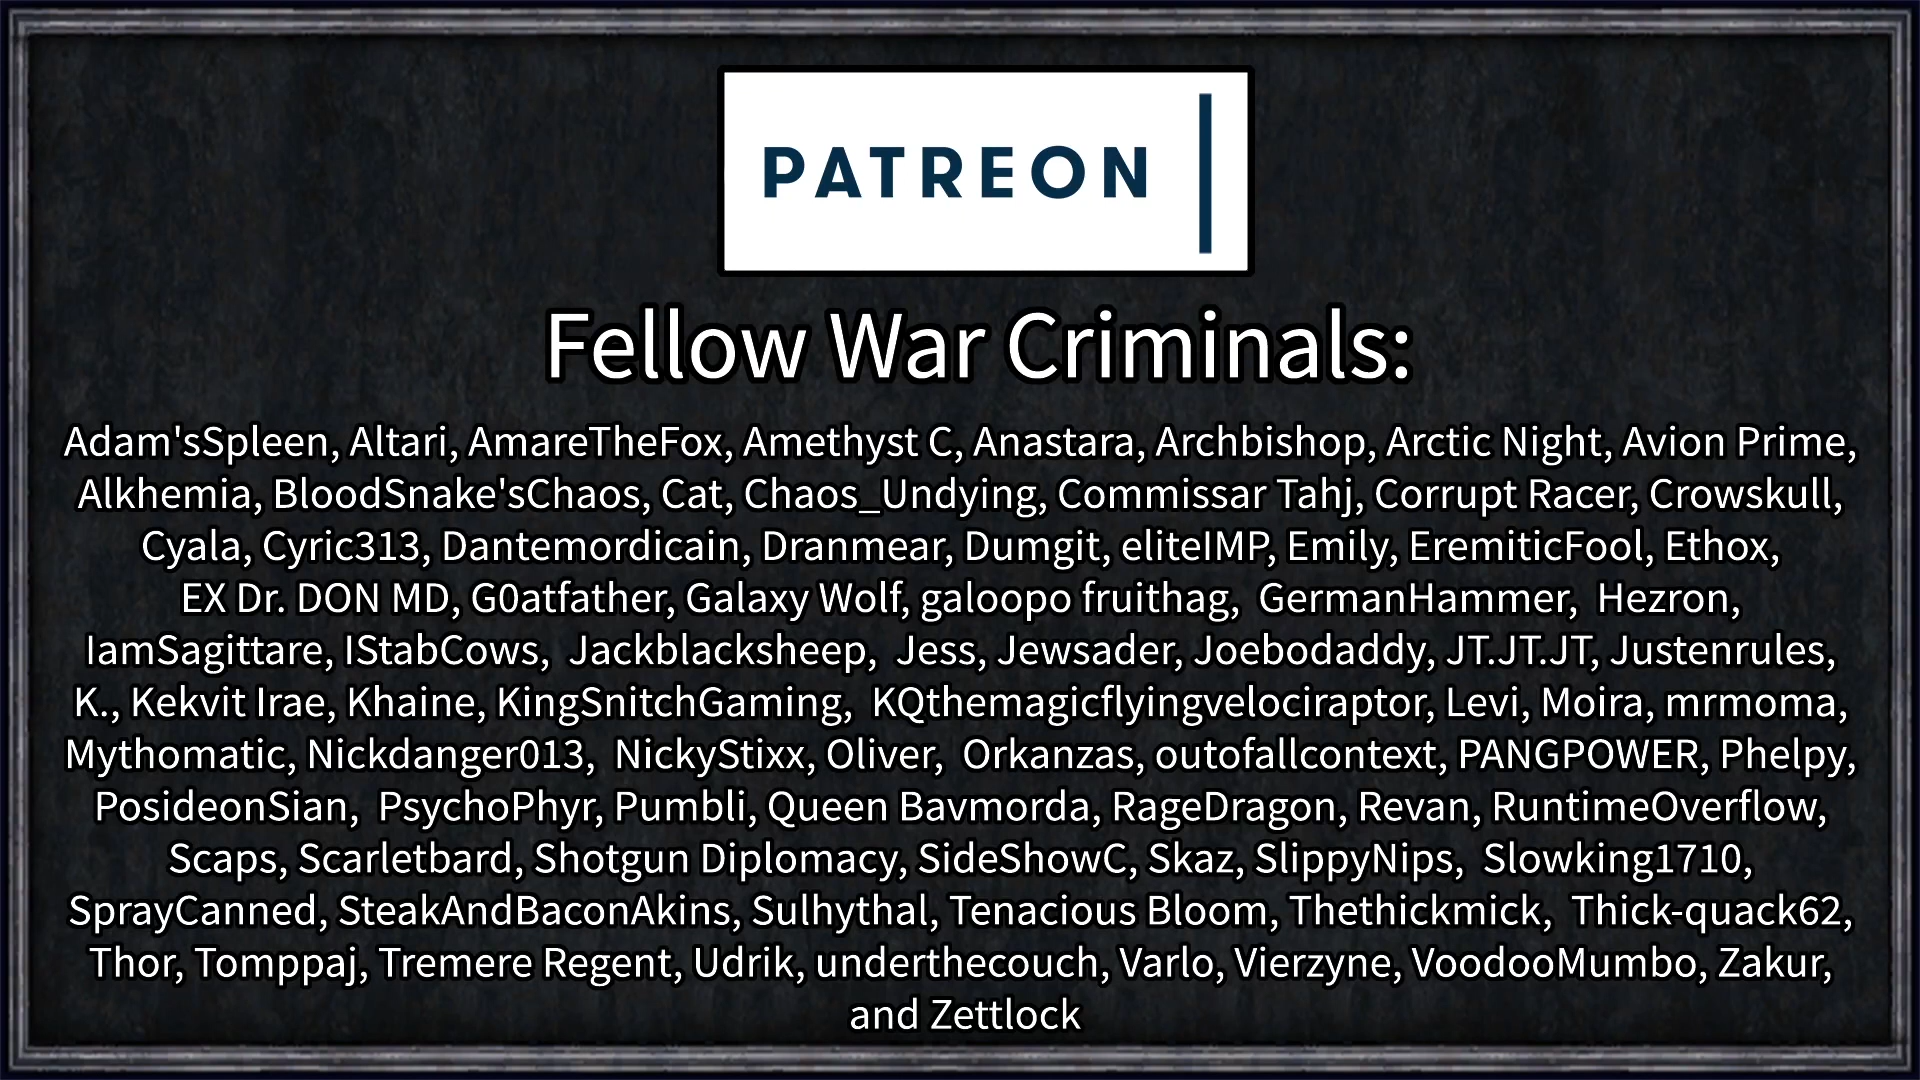 PATREON
Fellow War Criminals:
Adam'sSpleen, Altari, AmareTheFox, Amethyst C, Anastara, Archbishop, Arctic Night, Avion Prime,
Alkhemia, BloodSnake'sChaos, Cat, Chaos_Undying, Commissar Tahj, Corrupt Racer, Crowskull,
Cyala, Cyric313, Dantemordicain, Dranmear, Dumgit, eliteIMP, Emily, EremiticFool, Ethox,
EX Dr. DON MD, G0atfather, Galaxy Wolf, galoopo fruithag,  GermanHammer,  Hezron,
IamSagittare, IStabCows,  Jackblacksheep,  Jess, Jewsader, Joebodaddy, JT.JT.JT, Justenrules,
K., Kekvit Irae, Khaine, KingSnitchGaming,  KQthemagicflyingvelociraptor, Levi, Moira, mrmoma,
Mythomatic, Nickdanger013,  NickyStixx, Oliver,  Orkanzas, outofallcontext, PANGPOWER, Phelpy,
PosideonSian,  PsychoPhyr, Pumbli, Queen Bavmorda, RageDragon, Revan, RuntimeOverflow,
Scaps, Scarletbard, Shotgun Diplomacy, SideShowC, Skaz, SlippyNips,  Slowking1710,
SprayCanned, SteakAndBaconAkins, Sulhythal, Tenacious Bloom, Thethickmick,  Thick-quack62,
Thor, Tomppaj, Tremere Regent, Udrik, underthecouch, Varlo, Vierzyne, VoodooMumbo, Zakur,
and Zettlock